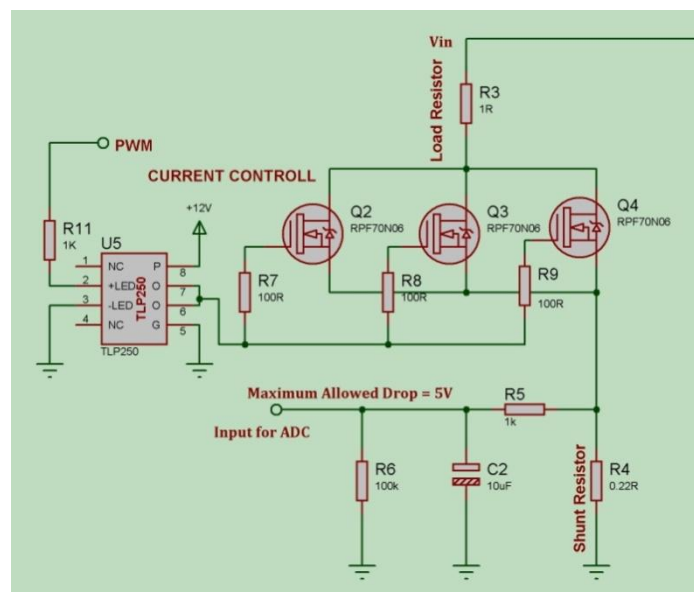 Vin
Load Resistor
R3
1R
PWM
CURRENT CONTROLL
+12V
R11
1K
U5
1 NC P 8
2 +LED O 7
3 -LED O 6
4 NC G 5
TLP250
TLP250
Q2
RPF70N06
Q3
RPF70N06
Q4
RPF70N06
R7
100R
R8
100R
R9
100R
Maximum Allowed Drop = 5V
Input for ADC
R5
1k
R6
100k
C2
10uF
Shunt Resistor
R4
0.22R